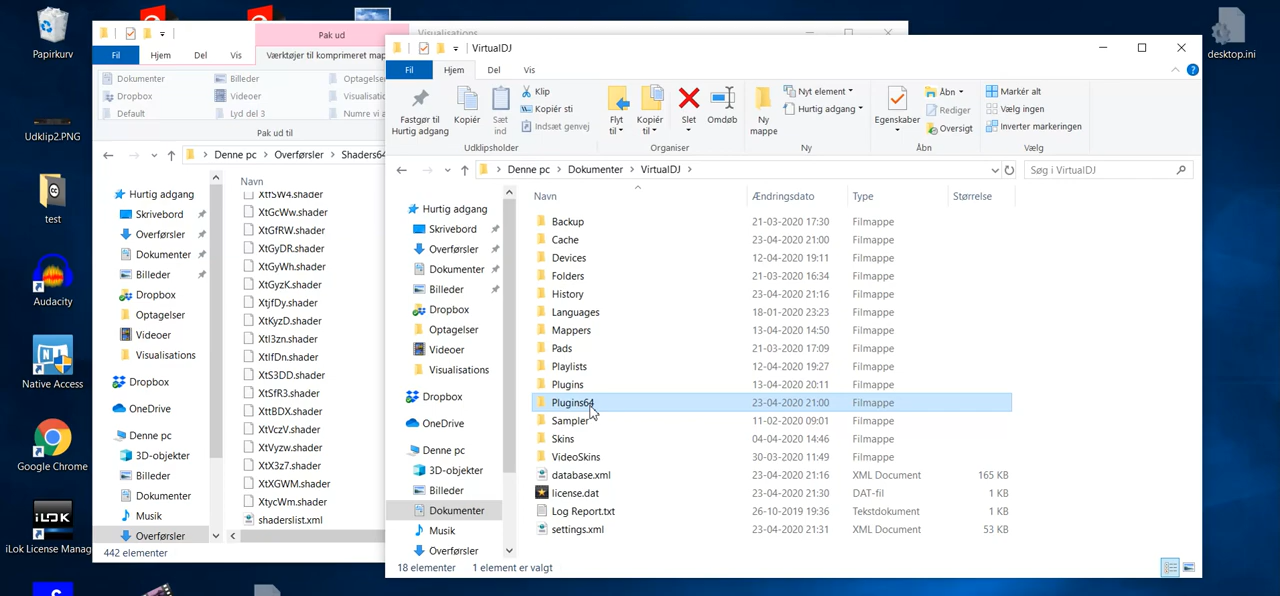 Papirkurv
Udklip2.PNG
test
Audacity
Native Access
Google Chrome
iLOK
iLok License Manag
desktop.ini
Pak ud
Visualisations
Fil
Hjem
Del
Vis
Værktøjer til komprimeret map
Dokumenter
Billeder
Optagelse
Dropbox
Videoer
Visualisatio
Default
Lyd del 3
Numre vi a
Pak ud til
Denne pc > Overførsler > Shaders64
Hurtig adgang
Skrivebord
Overførsler
Dokumenter
Billeder
Dropbox
Optagelser
Videoer
Visualisations
Dropbox
OneDrive
Denne pc
3D-objekter
Billeder
Dokumenter
Musik
Overførsler
Navn
XtfSW4.shader
XtGcWw.shader
XtGfRW.shader
XtGyDR.shader
XtGyWh.shader
XtGyzK.shader
XtjfDy.shader
XtKyzD.shader
Xtl3zn.shader
XtlfDn.shader
XtS3DD.shader
XtSfR3.shader
XttBDX.shader
XtVczV.shader
XtVyzw.shader
XtX3z7.shader
XtXGWM.shader
XtycWm.shader
shaderslist.xml
442 elementer
VirtualDJ
Fil
Hjem
Del
Vis
Fastgør til
Hurtig adgang
Kopiér
Sæt
ind
Klip
Kopiér sti
Indsæt genvej
Udklipsholder
Flyt
til
Kopiér
til
Slet
Omdøb
Organiser
Ny
mappe
Nyt element
Hurtig adgang
Ny
Egenskaber
Åbn
Rediger
Oversigt
Åbn
Markér alt
Vælg ingen
Inverter markering
Vælg
Denne pc > Dokumenter > VirtualDJ >
Søg i VirtualDJ
Hurtig adgang
Skrivebord
Overførsler
Dokumenter
Billeder
Dropbox
Optagelser
Videoer
Visualisations
Dropbox
OneDrive
Denne pc
3D-objekter
Billeder
Dokumenter
Musik
Overførsler
Navn Ændringsdato Type Størrelse
Backup 21-03-2020 17:30 Filmappe
Cache 23-04-2020 21:00 Filmappe
Devices 12-04-2020 19:11 Filmappe
Folders 21-03-2020 16:34 Filmappe
History 23-04-2020 21:16 Filmappe
Languages 18-01-2020 23:23 Filmappe
Mappers 13-04-2020 14:50 Filmappe
Pads 21-03-2020 17:09 Filmappe
Playlists 12-04-2020 19:27 Filmappe
Plugins 13-04-2020 20:11 Filmappe
Plugins64 23-04-2020 21:00 Filmappe
Sampler 11-02-2020 09:01 Filmappe
Skins 04-04-2020 14:46 Filmappe
VideoSkins 30-03-2020 11:49 Filmappe
database.xml 23-04-2020 21:16 XML Document 165 KB
license.dat 23-04-2020 21:30 DAT-fil 1 KB
Log Report.txt 26-10-2019 19:36 Tekstdokument 1 KB
settings.xml 23-04-2020 21:31 XML Document 53 KB
18 elementer 1 element er valgt